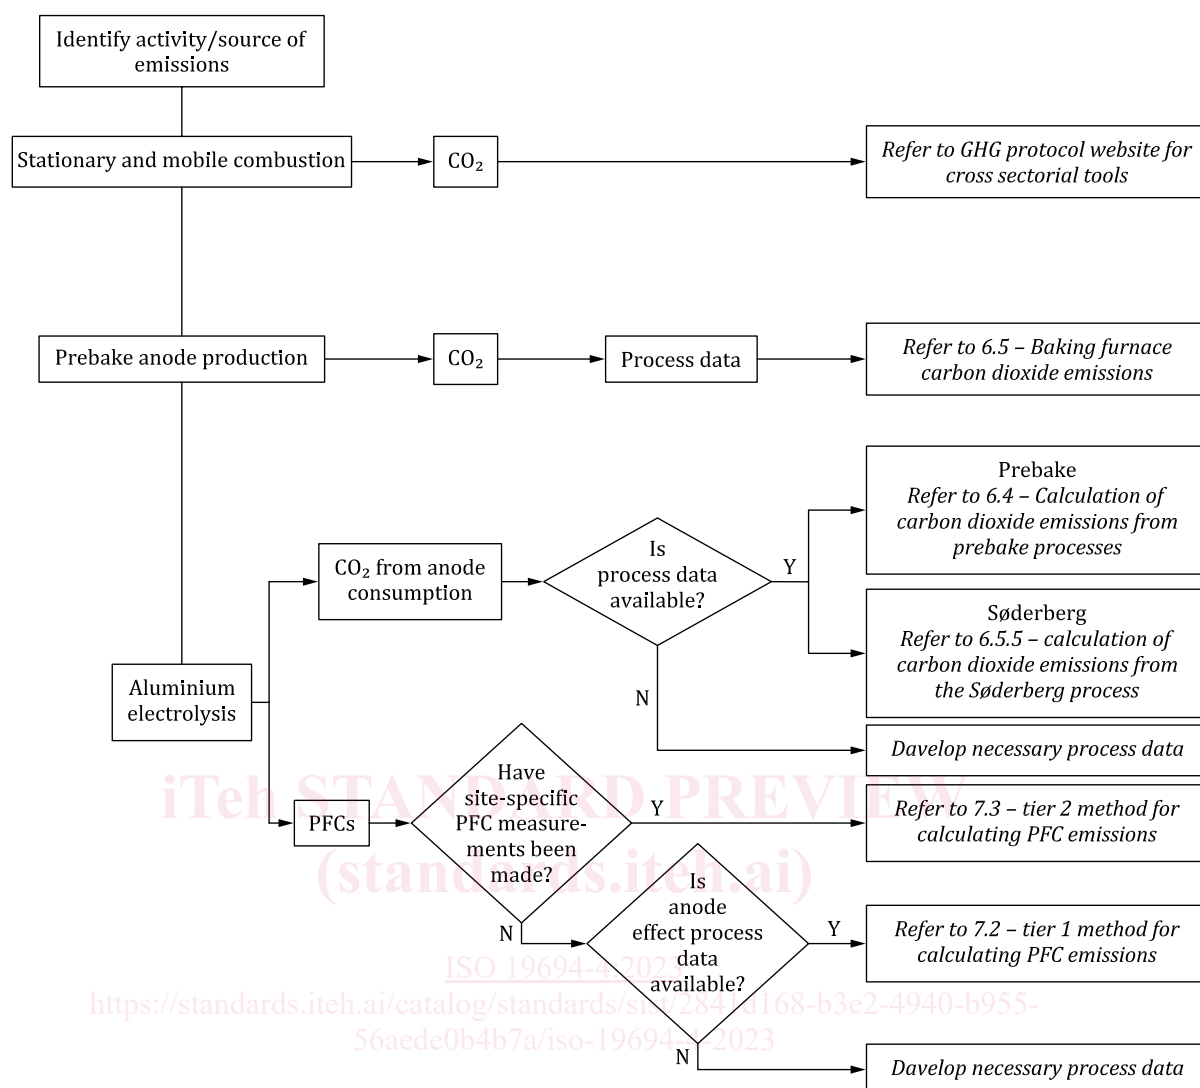 Identify activity/source of
emissions
Stationary and mobile combustion
CO₂
Refer to GHG protocol website for
cross sectorial tools
Prebake anode production
CO₂
Process data
Refer to 6.5 – Baking furnace
carbon dioxide emissions
Prebake
Refer to 6.4 – Calculation of
carbon dioxide emissions from
prebake processes
CO₂ from anode
consumption
Is
process data
available?
Y
Søderberg
Refer to 6.5.5 – calculation of
carbon dioxide emissions from
the Søderberg process
N
Aluminium
electrolysis
Davelop necessary process data
Have
site-specific
PFC measure-
ments been
made?
PFCs
Y
Refer to 7.3 – tier 2 method for
calculating PFC emissions
iTeh STANDARD PREVIEW
(standards.iteh.ai)
Is
anode
effect process
data
available?
N
Y
Refer to 7.2 – tier 1 method for
calculating PFC emissions
ISO 19694-4:2023
https://standards.iteh.ai/catalog/standards/sist/2841d168-b3e2-4940-b955-
56aede0b4b7a/iso-19694-4-2023
N
Davelop necessary process data